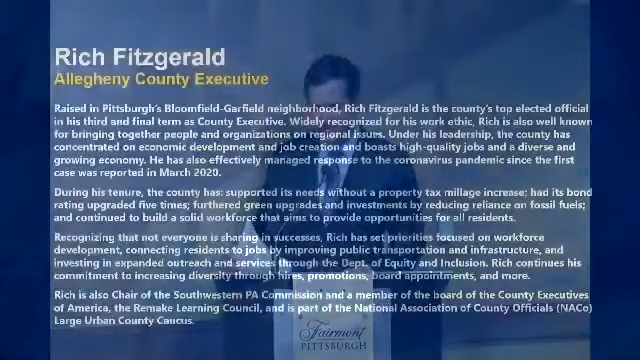 Rich Fitzgerald
Allegheny County Executive
Raised in Pittsburgh's Bloomfield-Garfield neighborhood, Rich Fitzgerald is the county's top elected official
in his third and final term as County Executive. Widely recognized for his work ethic, Rich is also well known
for bringing together people and organizations on regional issues. Under his leadership, the county has
concentrated on economic development and job creation and boasts high-quality jobs and a diverse and
growing economy. He has also effectively managed response to the coronavirus pandemic since the first
case was reported in March 2020.
During his tenure, the county has: supported its needs without a property tax millage increase; had its bond
rating upgraded five times; furthered green upgrades and investments by reducing reliance on fossil fuels;
and continued to build a solid workforce that aims to provide opportunities for all residents.
Recognizing that not everyone is sharing in successes, Rich has set priorities focused on workforce
development, connecting residents to jobs by improving public transportation and infrastructure, and
investing in expanded outreach and services through the Dept. of Equity and Inclusion. Rich continues his
commitment to increasing diversity through hires, promotions, board appointments, and more.
Rich is also Chair of the Southwestern PA Commission and a member of the board of the County Executives
of America, the Remake Learning Council, and is part of the National Association of County Officials (NACo)
Large Urban County Caucus.
Fairmont
PITTSBURGH